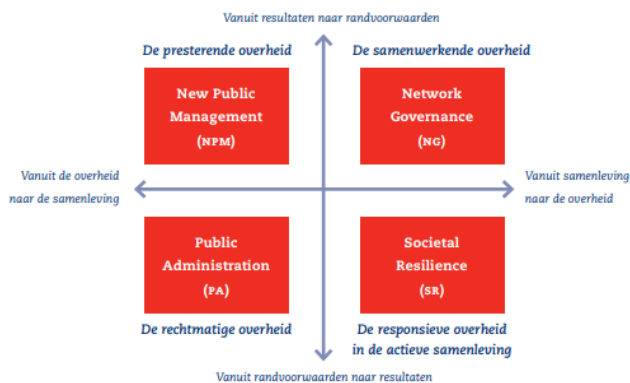 Vanuit resultaten naar randvoorwaarden
De presterende overheid
De samenwerkende overheid
New Public
Management
(NPM)
Network
Governance
(NG)
Vanuit de overheid
naar de samenleving
Vanuit samenleving
naar de overheid
Public
Administration
(PA)
Societal
Resilience
(SR)
De rechtmatige overheid
De responsieve overheid
in de actieve samenleving
Vanuit randvoorwaarden naar resultaten